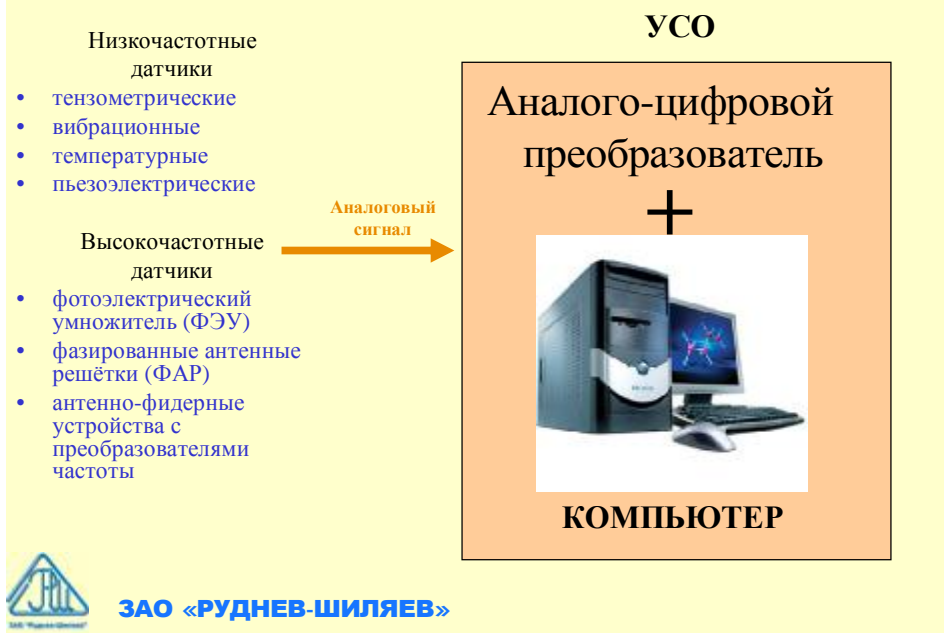 Низкочастотные
датчики
• тензометрические
• вибрационные
• температурные
• пьезоэлектрические
Высокочастотные
датчики
• фотоэлектрический
умножитель (ФЭУ)
• фазированные антенные
решётки (ФАР)
• антенно-фидерные
устройства с
преобразователями
частоты
Аналоговый
сигнал
УСО
Аналого-цифровой
преобразователь
+
КОМПЬЮТЕР
ЗАО «РУДНЕВ-ШИЛЯЕВ»